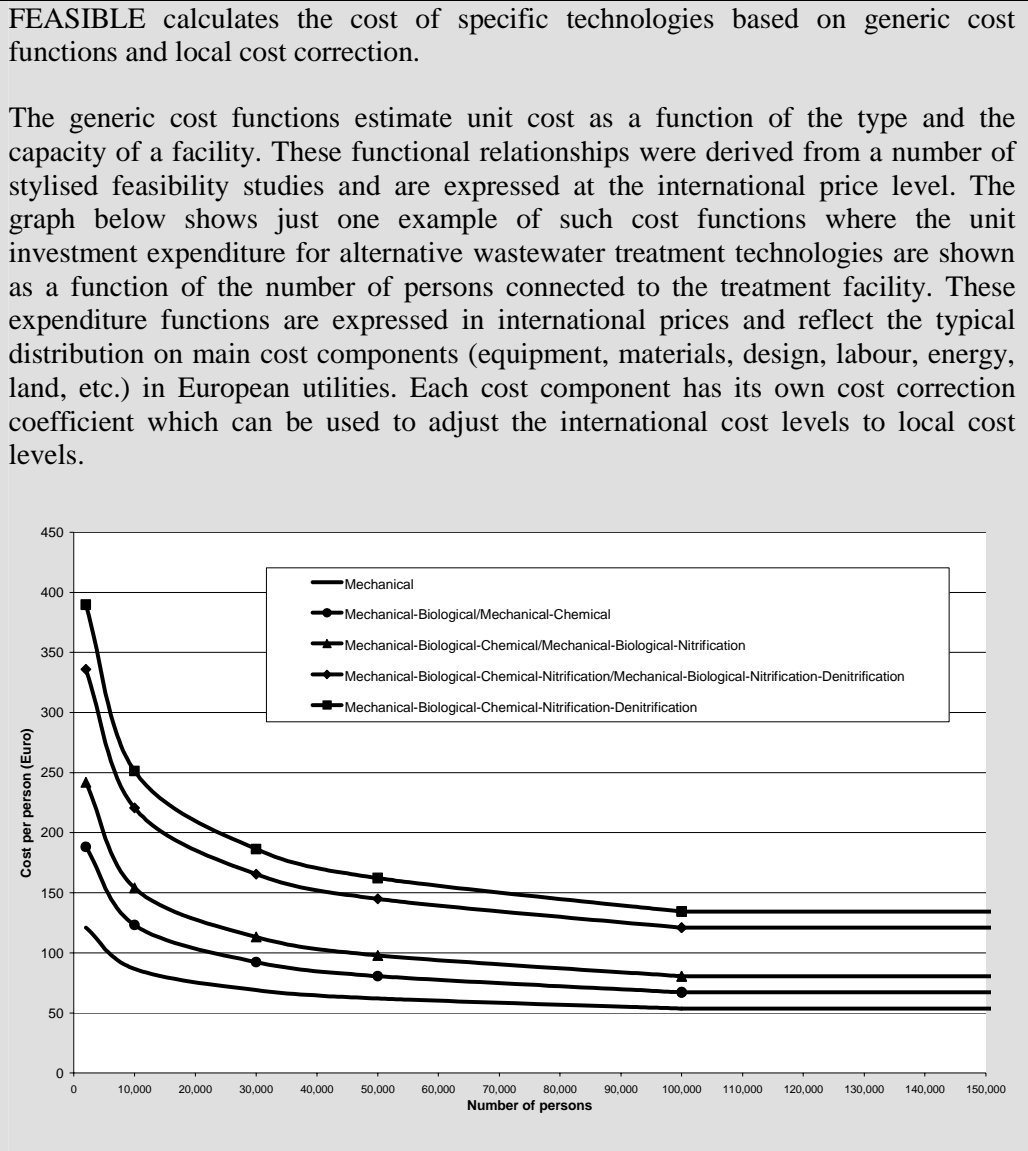 FEASIBLE calculates the cost of specific technologies based on generic cost
functions and local cost correction.
The generic cost functions estimate unit cost as a function of the type and the
capacity of a facility. These functional relationships were derived from a number of
stylised feasibility studies and are expressed at the international price level. The
graph below shows just one example of such cost functions where the unit
investment expenditure for alternative wastewater treatment technologies are shown
as a function of the number of persons connected to the treatment facility. These
expenditure functions are expressed in international prices and reflect the typical
distribution on main cost components (equipment, materials, design, labour, energy,
land, etc.) in European utilities. Each cost component has its own cost correction
coefficient which can be used to adjust the international cost levels to local cost
levels.
450
400
350
300
250
200
150
100
50
0
Cost per person (Euro)
Mechanical
Mechanical-Biological/Mechanical-Chemical
Mechanical-Biological-Chemical/Mechanical-Biological-Nitrification
Mechanical-Biological-Chemical-Nitrification/Mechanical-Biological-Nitrification-Denitrification
Mechanical-Biological-Chemical-Nitrification-Denitrification
0 10,000 20,000 30,000 40,000 50,000 60,000 70,000 80,000 90,000 100,000 110,000 120,000 130,000 140,000 150,000
Number of persons